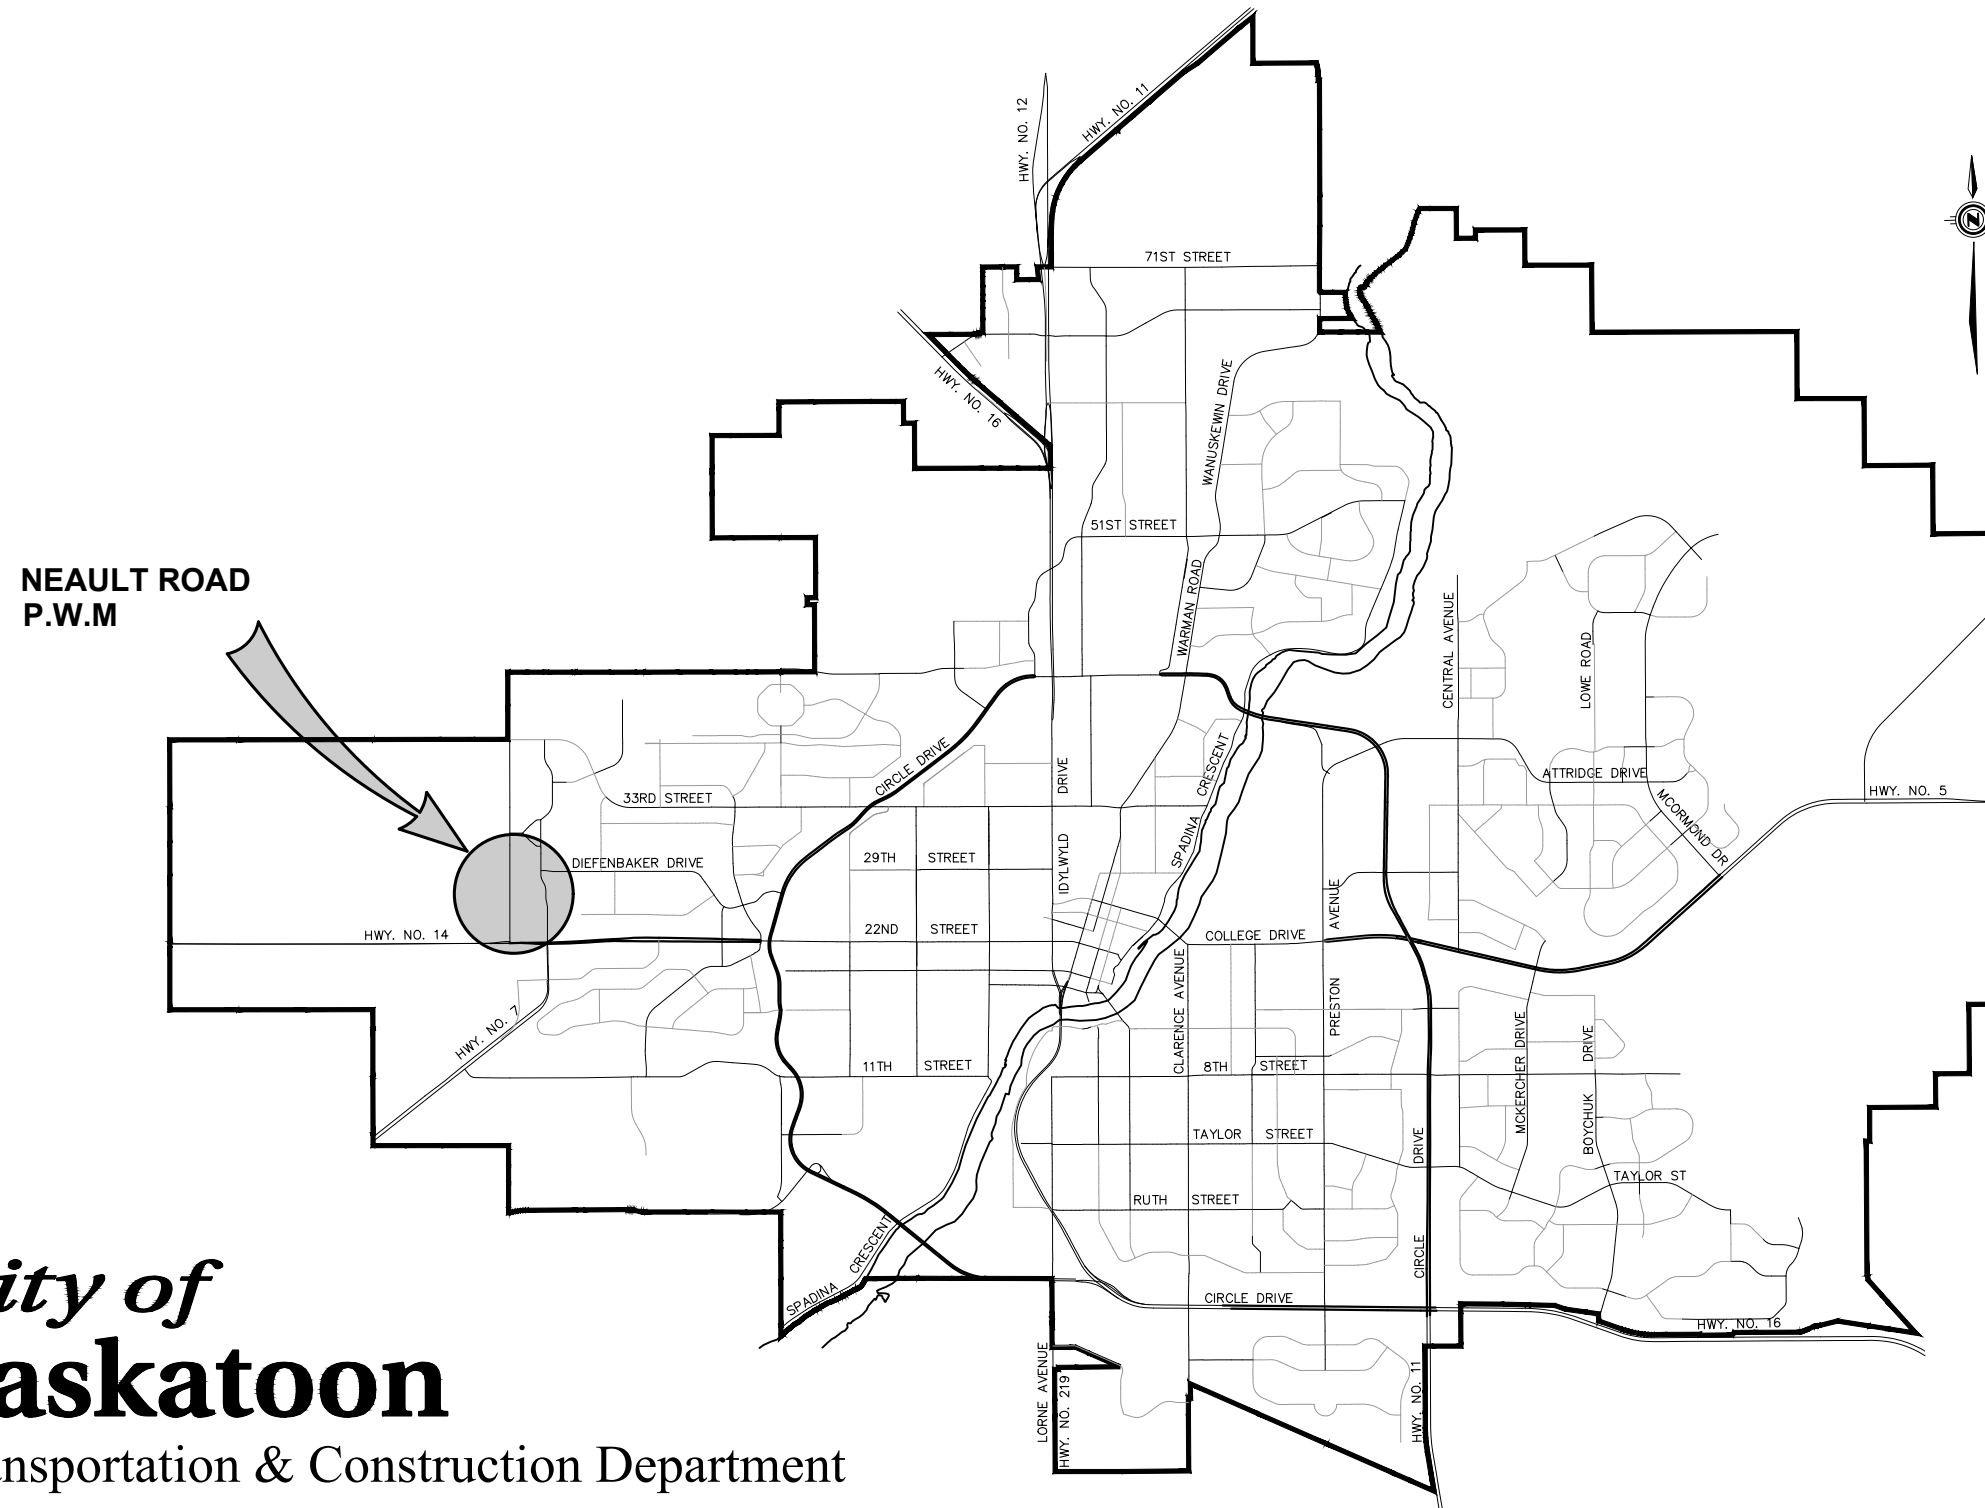 HWY. NO. 12
HWY. NO. 11
71ST STREET
HWY. NO. 16
WANUSKEWIN DRIVE
51ST STREET
NEAULT ROAD
P.W.M
WARMAN ROAD
CENTRAL AVENUE
LOWE ROAD
CIRCLE DRIVE
IDYLWYLD DRIVE
SPADINA CRESCENT
ATTRIDGE DRIVE
HWY. NO. 5
33RD STREET
MCORMOND DR
DIEFENBAKER DRIVE
29TH STREET
HWY. NO. 14
22ND STREET
COLLEGE DRIVE
PRESTON AVENUE
CLARENCE AVENUE
HWY. NO. 7
MCKERCHER DRIVE
BOYCHUK DRIVE
11TH STREET
8TH STREET
TAYLOR STREET
TAYLOR ST
RUTH STREET
CIRCLE DRIVE
SPADINA CRESCENT
CIRCLE DRIVE
HWY. NO. 16
LORNE AVENUE
HWY. NO. 219
HWY. NO. 11
ity of
askatoon
ansportation & Construction Department